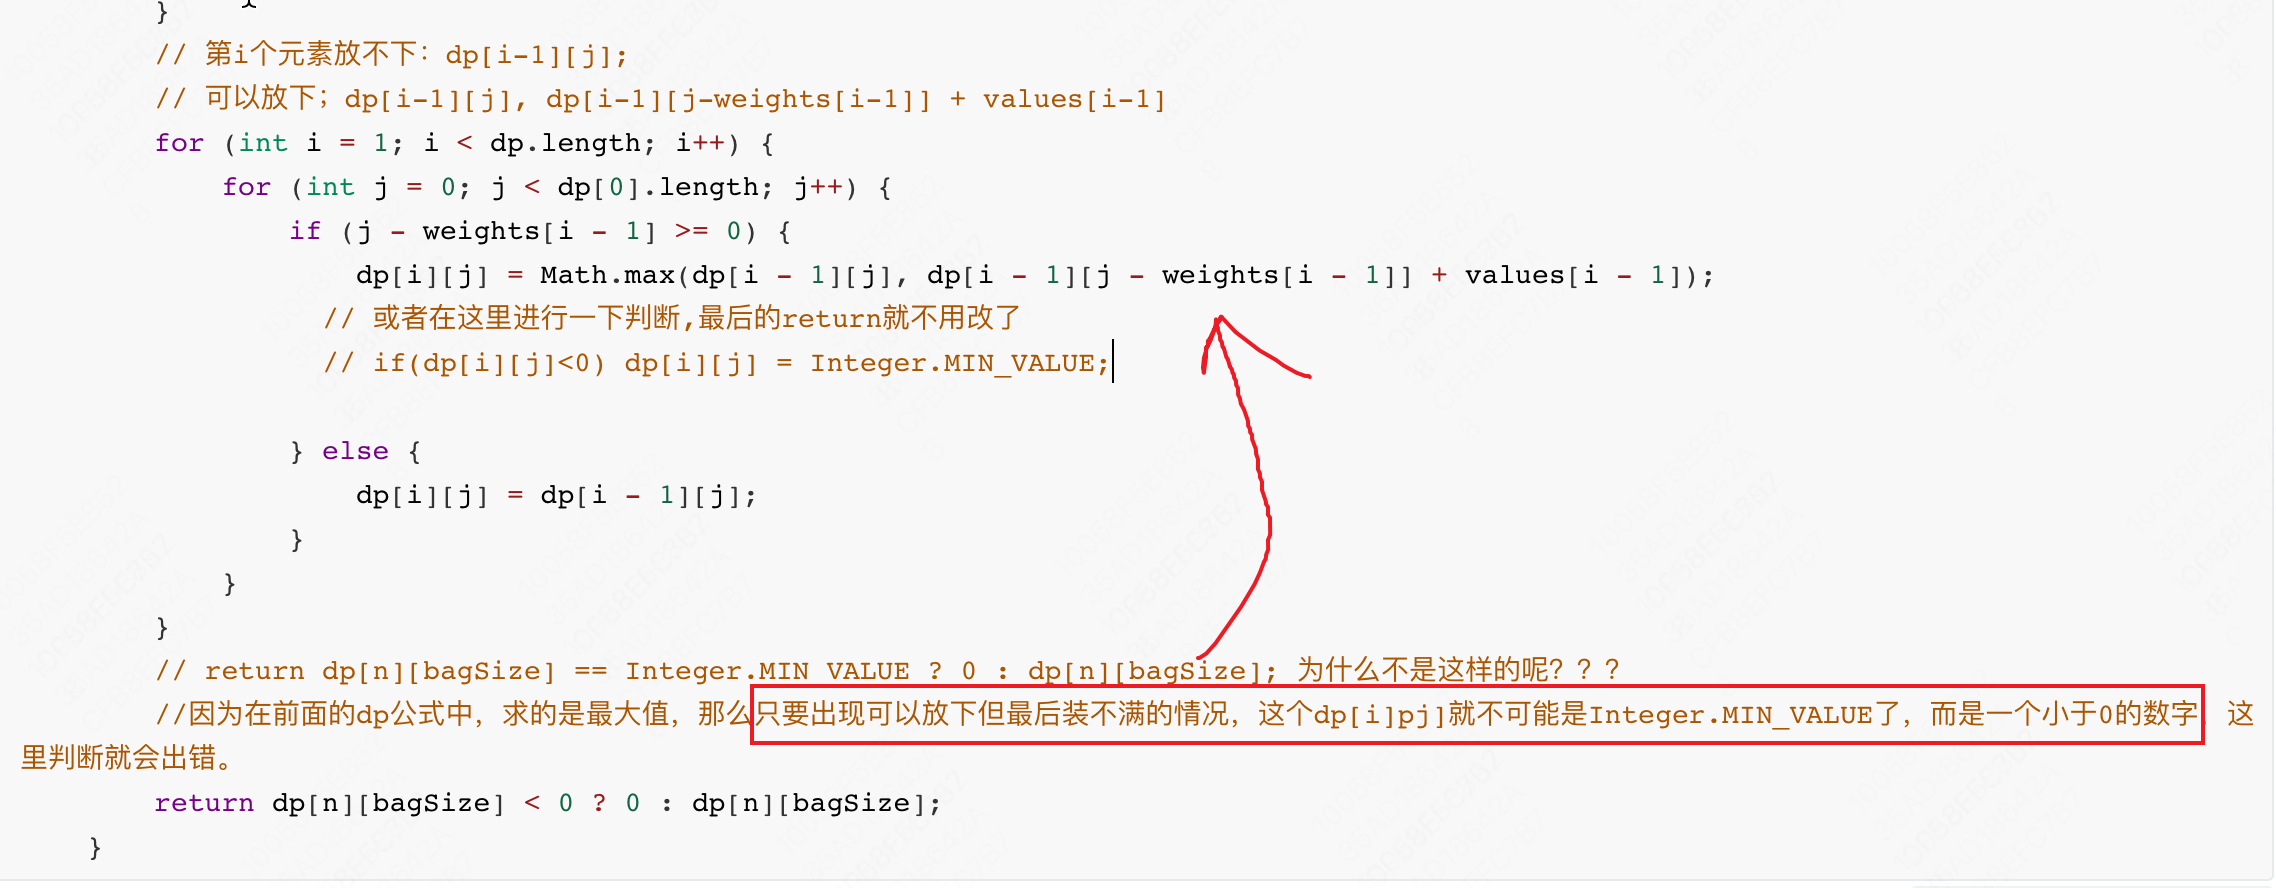 }
// 第i个元素放不下：dp[i-1][j];
// 可以放下；dp[i-1][j], dp[i-1][j-weights[i-1]] + values[i-1]
for (int i = 1; i < dp.length; i++) {
for (int j = 0; j < dp[0].length; j++) {
if (j - weights[i - 1] >= 0) {
dp[i][j] = Math.max(dp[i - 1][j], dp[i - 1][j - weights[i - 1]] + values[i - 1]);
// 或者在这里进行一下判断,最后的return就不用改了
// if(dp[i][j]<0) dp[i][j] = Integer.MIN_VALUE;
} else {
dp[i][j] = dp[i - 1][j];
}
}
}
// return dp[n][bagSize] == Integer.MIN_VALUE ? 0 : dp[n][bagSize]; 为什么不是这样的呢？？？
//因为在前面的dp公式中，求的是最大值，那么只要出现可以放下但最后装不满的情况，这个dp[i]pj]就不可能是Integer.MIN_VALUE了，而是一个小于0的数字，这
里判断就会出错。
return dp[n][bagSize] < 0 ? 0 : dp[n][bagSize];
}